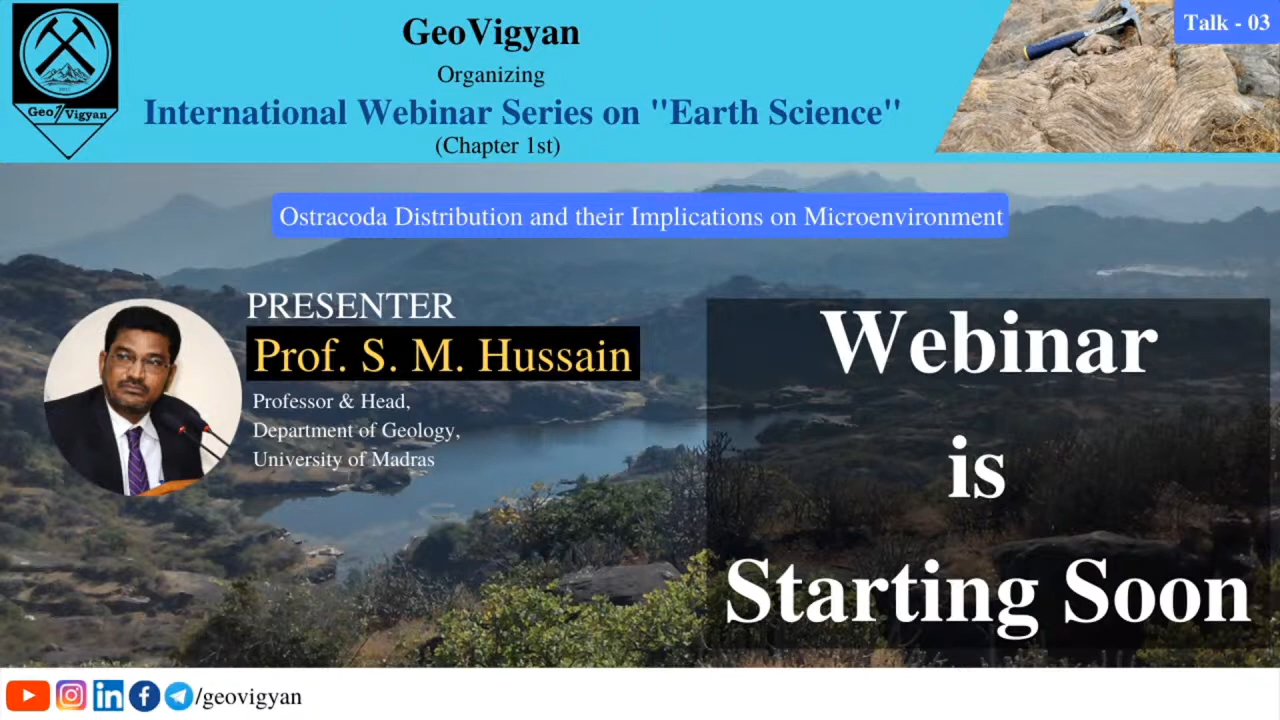 GeoVigyan
Organizing
International Webinar Series on "Earth Science"
(Chapter 1st)
Talk - 03
Geo Vigyan
Ostracoda Distribution and their Implications on Microenvironment
PRESENTER
Prof. S. M. Hussain
Professor & Head,
Department of Geology,
University of Madras
Webinar
is
Starting Soon
/geovigyan